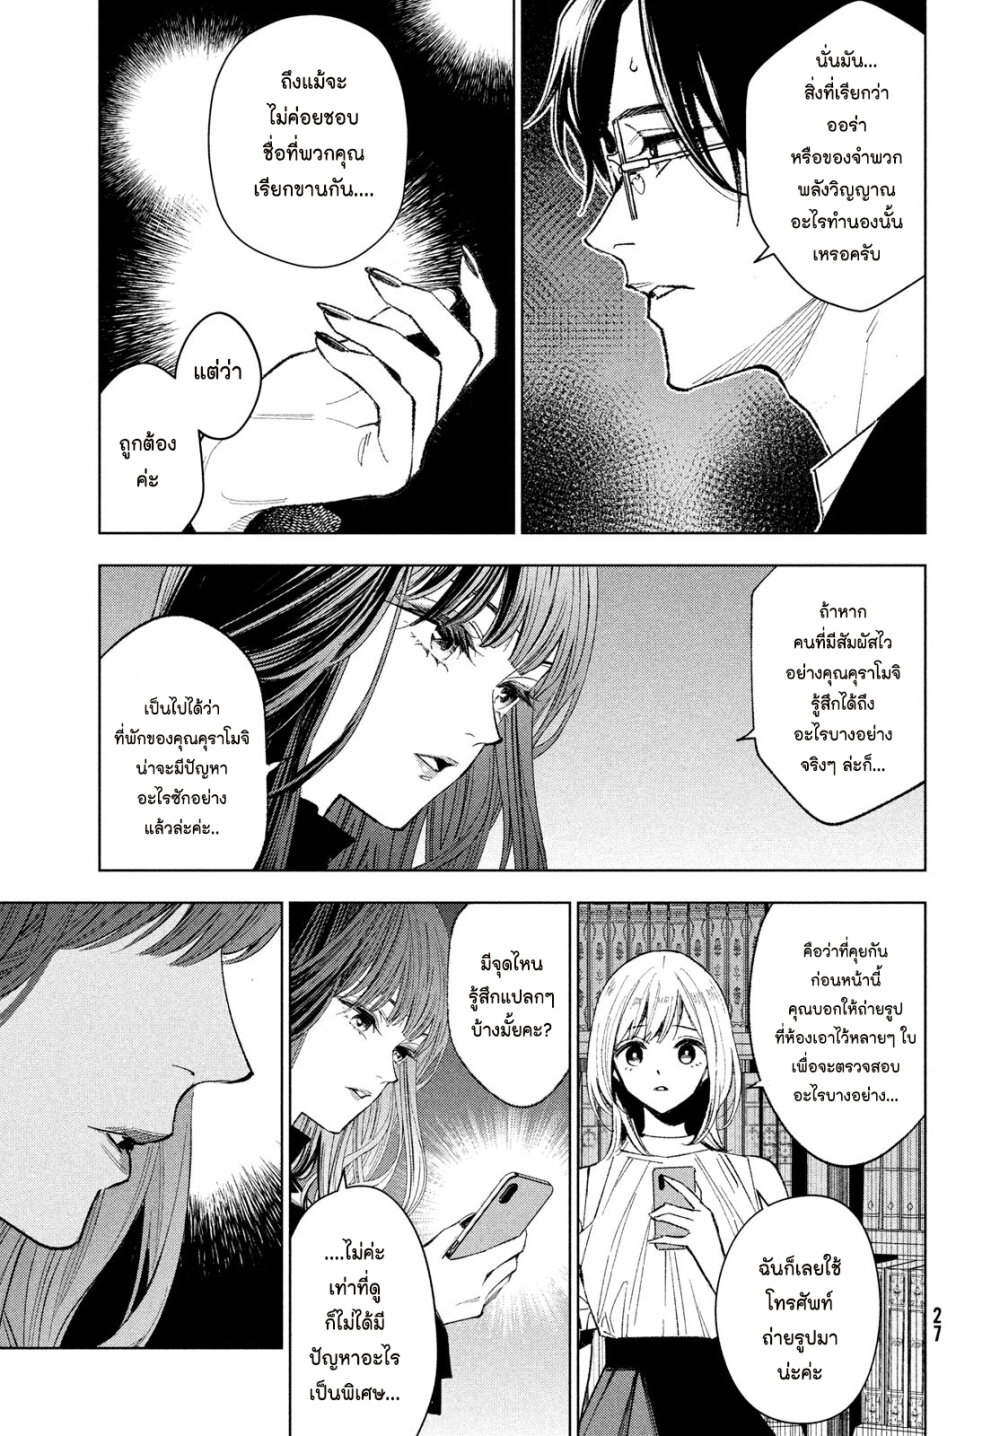 นั่นมัน...
สิ่งที่เรียกว่า
ออร่า
หรือของจำพวก
พลังวิญญาณ
อะไรทำนองนั้น
เหรอครับ
ถึงแม้จะ
ไม่ค่อยชอบ
ชื่อที่พวกคุณ
เรียกขานกัน....
แต่ว่า
ถูกต้อง
ค่ะ
ถ้าหาก
คนที่มีสัมผัสไว
อย่างคุณคุราโมจิ
รู้สึกได้ถึง
อะไรบางอย่าง
จริงๆ ล่ะก็...
เป็นไปได้ว่า
ที่พักของคุณคุราโมจิ
น่าจะมีปัญหา
อะไรซักอย่าง
แล้วล่ะค่ะ..
คือว่าที่คุยกัน
ก่อนหน้านี้
คุณบอกให้ถ่ายรูป
ที่ห้องเอาไว้หลายๆ ใบ
เพื่อจะตรวจสอบ
อะไรบางอย่าง...
ฉันก็เลยใช้
โทรศัพท์
ถ่ายรูปมา
น่ะค่ะ
มีจุดไหน
รู้สึกแปลกๆ
บ้างมั้ยคะ?
....ไม่ค่ะ
เท่าที่ดู
ก็ไม่ได้มี
ปัญหาอะไร
เป็นพิเศษ...
27